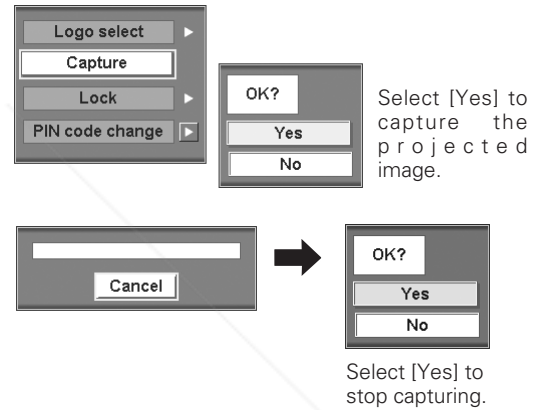 Logo select
Capture
Lock
PIN code change
OK?
Yes
No
Select [Yes] to
capture the
projected
image.
Cancel
OK?
Yes
No
Select [Yes] to
stop capturing.